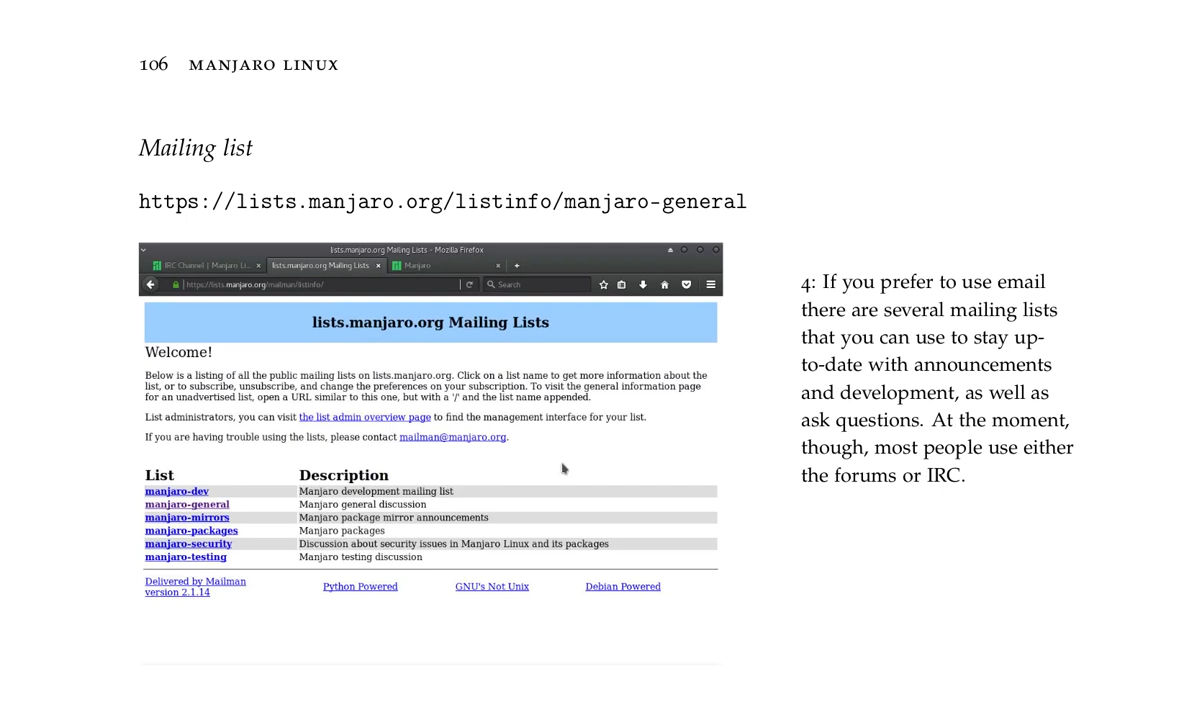 106 MANJARO LINUX
Mailing list
https://lists.manjaro.org/listinfo/manjaro-general
lists.manjaro.org Mailing Lists - Mozilla Firefox
IRC Channel | Manjaro Li... × lists.manjaro.org Mailing Lists × Manjaro × +
https://lists.manjaro.org/mailman/listinfo/ Search
lists.manjaro.org Mailing Lists
Welcome!
Below is a listing of all the public mailing lists on lists.manjaro.org. Click on a list name to get more information about the
list, or to subscribe, unsubscribe, and change the preferences on your subscription. To visit the general information page
for an unadvertised list, open a URL similar to this one, but with a '/' and the list name appended.
List administrators, you can visit the list admin overview page to find the management interface for your list.
If you are having trouble using the lists, please contact mailman@manjaro.org.
List Description
manjaro-dev Manjaro development mailing list
manjaro-general Manjaro general discussion
manjaro-mirrors Manjaro package mirror announcements
manjaro-packages Manjaro packages
manjaro-security Discussion about security issues in Manjaro Linux and its packages
manjaro-testing Manjaro testing discussion
Delivered by Mailman
version 2.1.14
Python Powered GNU's Not Unix Debian Powered
4: If you prefer to use email
there are several mailing lists
that you can use to stay up-
to-date with announcements
and development, as well as
ask questions. At the moment,
though, most people use either
the forums or IRC.